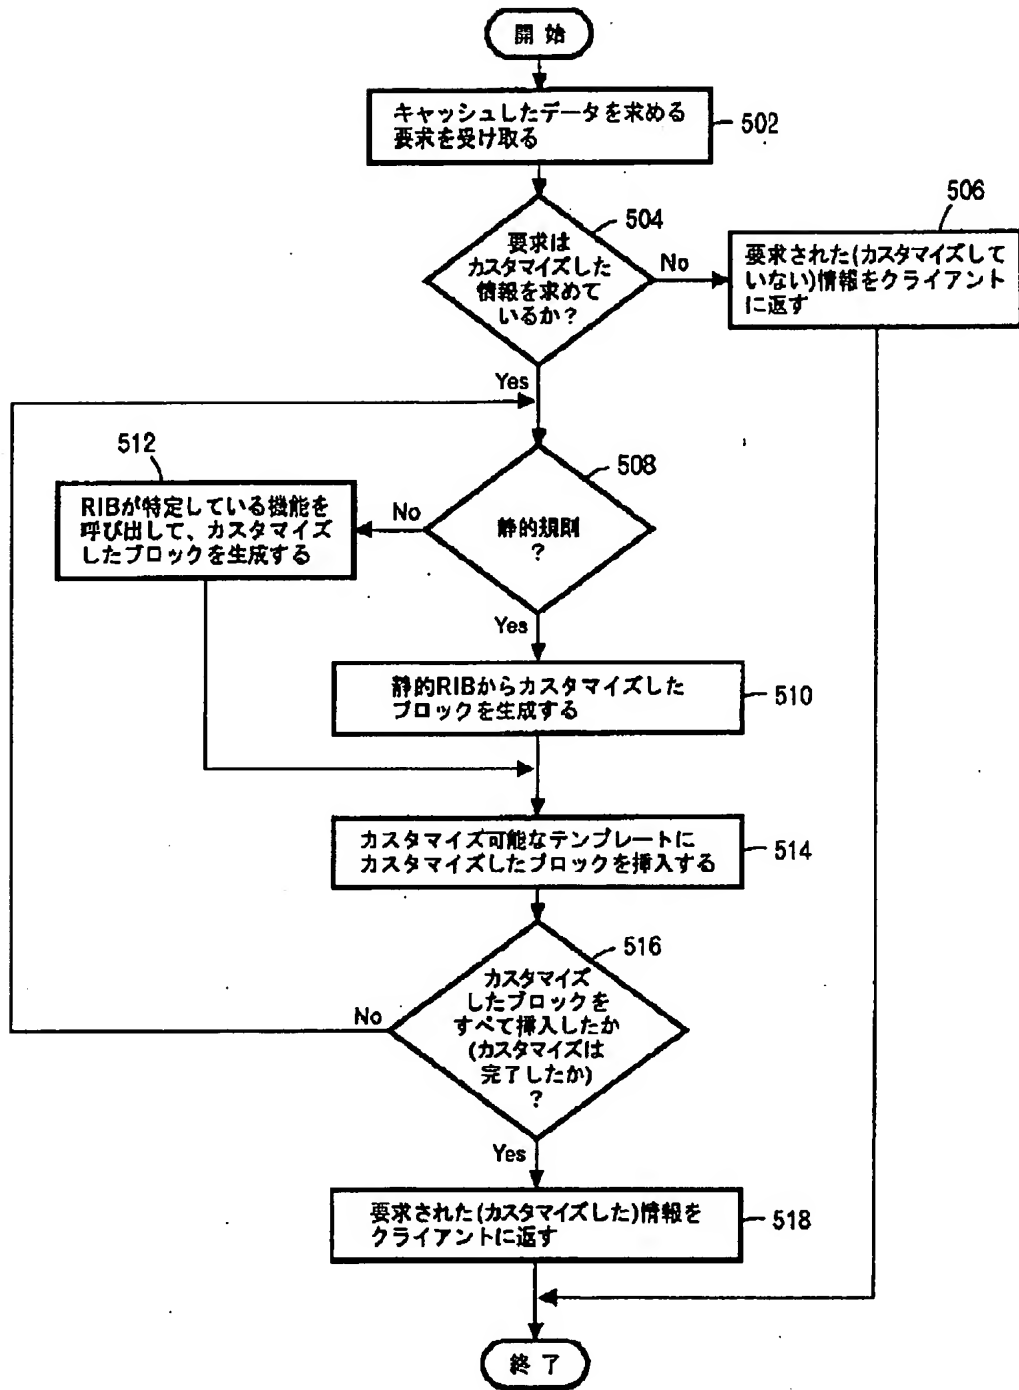 開始
キャッシュしたデータを求める
要求を受け取る
502
504
要求は
カスタマイズした
情報を求めて
いるか？
No
506
要求された(カスタマイズして
いない)情報をクライアント
に返す
Yes
512
RIBが特定している機能を
呼び出して、カスタマイズ
したブロックを生成する
No
508
静的規則
？
Yes
静的RIBからカスタマイズした
ブロックを生成する
510
カスタマイズ可能なテンプレートに
カスタマイズしたブロックを挿入する
514
516
カスタマイズ
したブロックを
すべて挿入したか
(カスタマイズは
完了したか)
？
No
Yes
要求された(カスタマイズした)情報を
クライアントに返す
518
終了